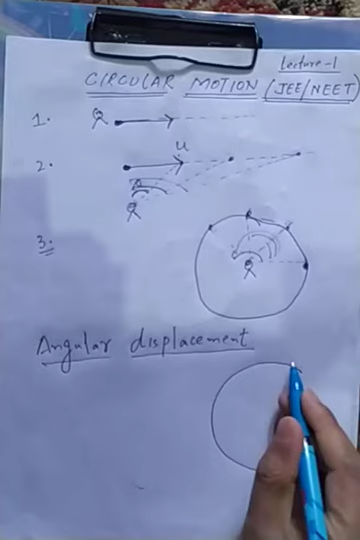 Lecture-1
CIRCULAR MOTION (JEE/NEET)
1.
2.
u
3.
Angular displacement